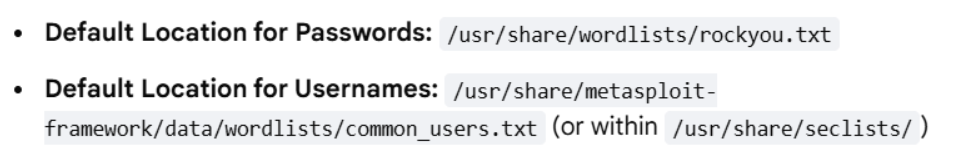 • Default Location for Passwords: /usr/share/wordlists/rockyou.txt
• Default Location for Usernames: /usr/share/metasploit-
framework/data/wordlists/common_users.txt (or within /usr/share/seclists/)